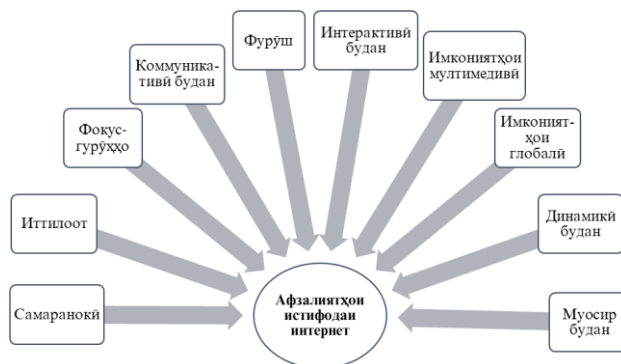 Самаранокӣ
Иттилоот
Фокус-
гурӯҳҳо
Коммуника-
тивӣ будан
Фурӯш
Интерактивӣ
будан
Имкониятҳои
мултимедивӣ
Имконият-
ҳои
глобалӣ
Динамикӣ
будан
Муосир
будан
Афзалиятҳои
истифодаи
интернет